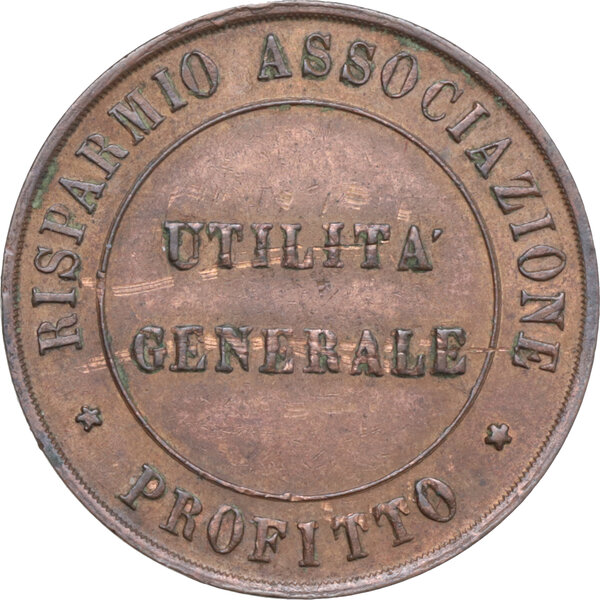 RISPARMIO ASSOCIAZIONE
UTILITA'
GENERALE
PROFITTO